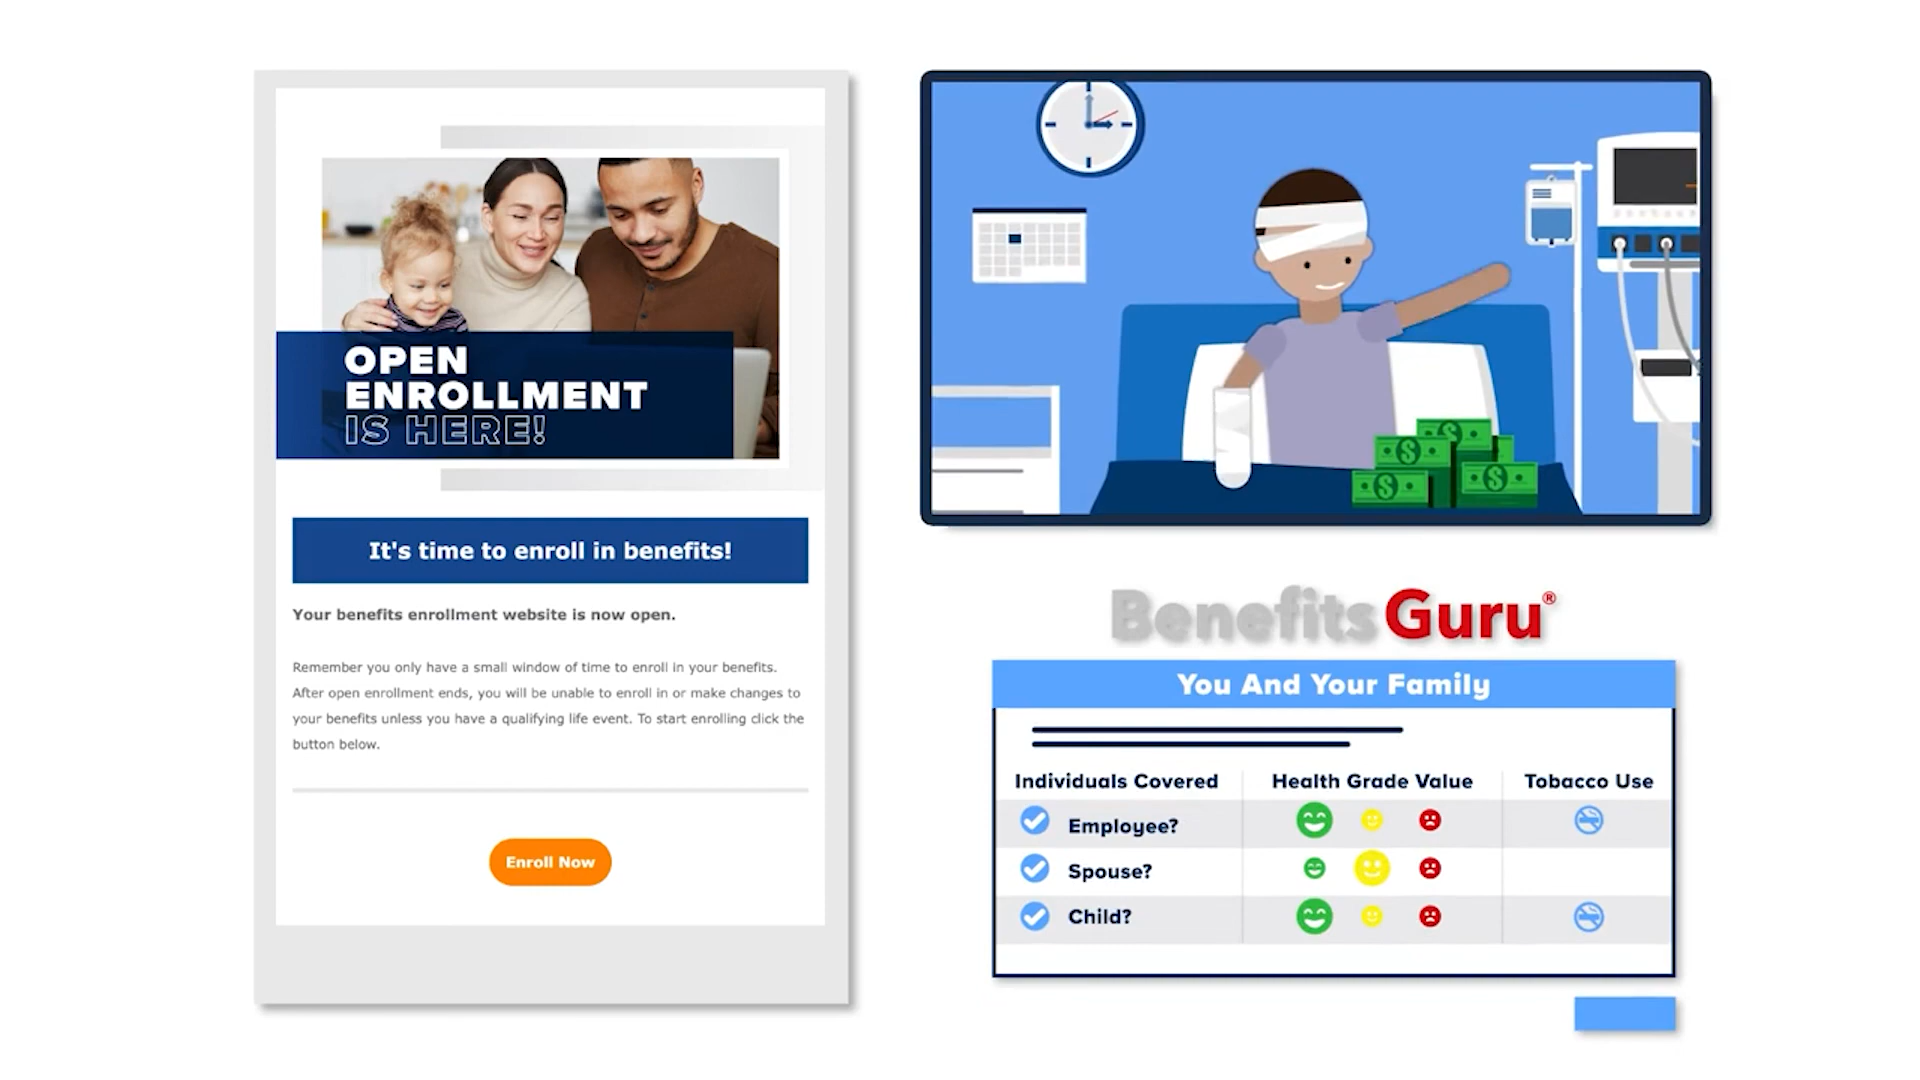 OPEN
ENROLLMENT
IS HERE!
It's time to enroll in benefits!
Your benefits enrollment website is now open.
Remember you only have a small window of time to enroll in your benefits.
After open enrollment ends, you will be unable to enroll in or make changes to
your benefits unless you have a qualifying life event. To start enrolling click the
button below.
Enroll Now
$ $
$ $
Benefits Guru®
You And Your Family
Individuals Covered Health Grade Value Tobacco Use
Employee?
Spouse?
Child?